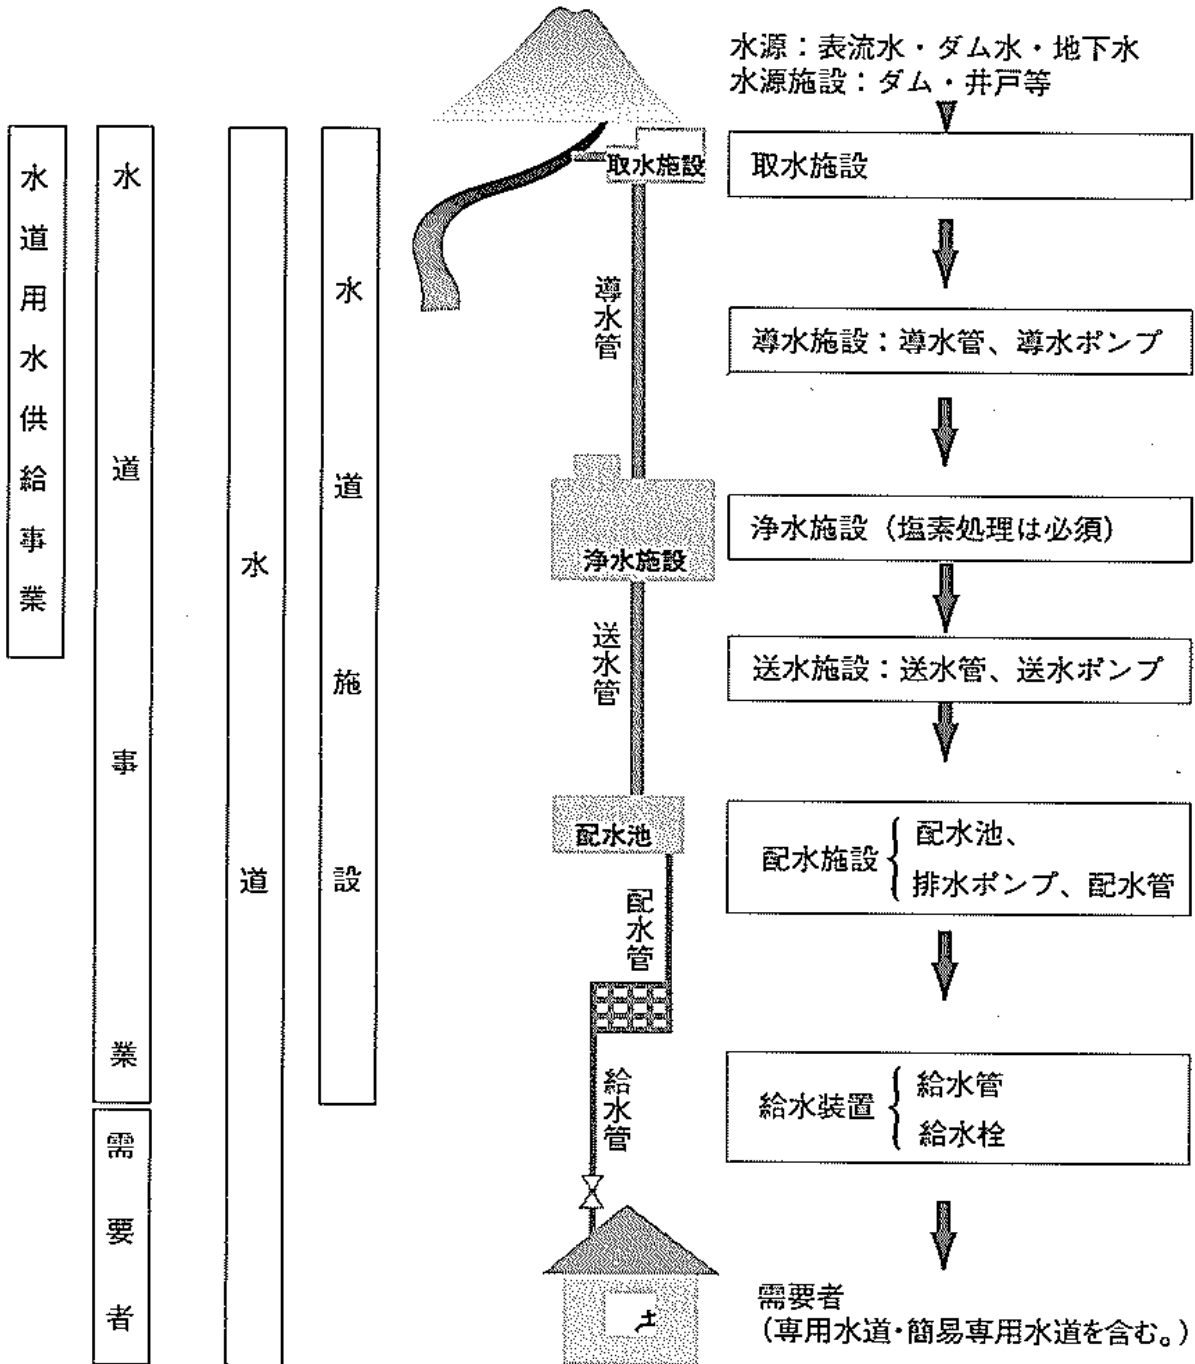 水源：表流水・ダム水・地下水
水源施設：ダム・井戸等
水道用水供給事業
水道事業
需要者
水道
水道施設
取水施設
導水管
浄水施設
送水管
配水池
配水管
給水管
取水施設
導水施設：導水管、導水ポンプ
浄水施設（塩素処理は必須）
送水施設：送水管、送水ポンプ
配水施設
配水池、
排水ポンプ、配水管
給水装置
給水管
給水栓
需要者
（専用水道・簡易専用水道を含む。）